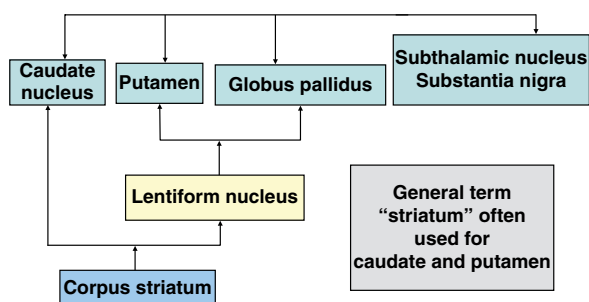 Caudate
nucleus
Putamen
Globus pallidus
Subthalamic nucleus
Substantia nigra
Lentiform nucleus
General term
“striatum” often
used for
caudate and putamen
Corpus striatum